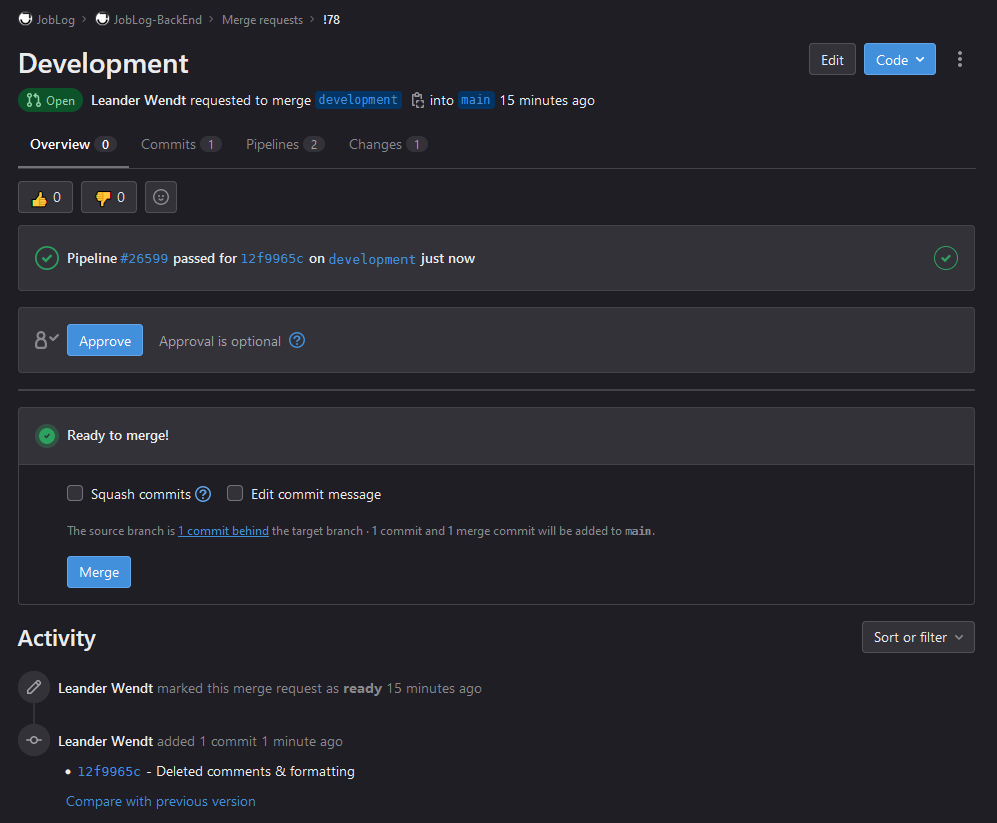 JobLog > JobLog-BackEnd > Merge requests > !78
Development
Edit
Code
Open Leander Wendt requested to merge development into main 15 minutes ago
Overview 0 Commits 1 Pipelines 2 Changes 1
0 0
Pipeline #26599 passed for 12f9965c on development just now
Approve Approval is optional ?
Ready to merge!
Squash commits ? Edit commit message
The source branch is 1 commit behind the target branch · 1 commit and 1 merge commit will be added to main.
Merge
Activity
Sort or filter
Leander Wendt marked this merge request as ready 15 minutes ago
Leander Wendt added 1 commit 1 minute ago
• 12f9965c - Deleted comments & formatting
Compare with previous version